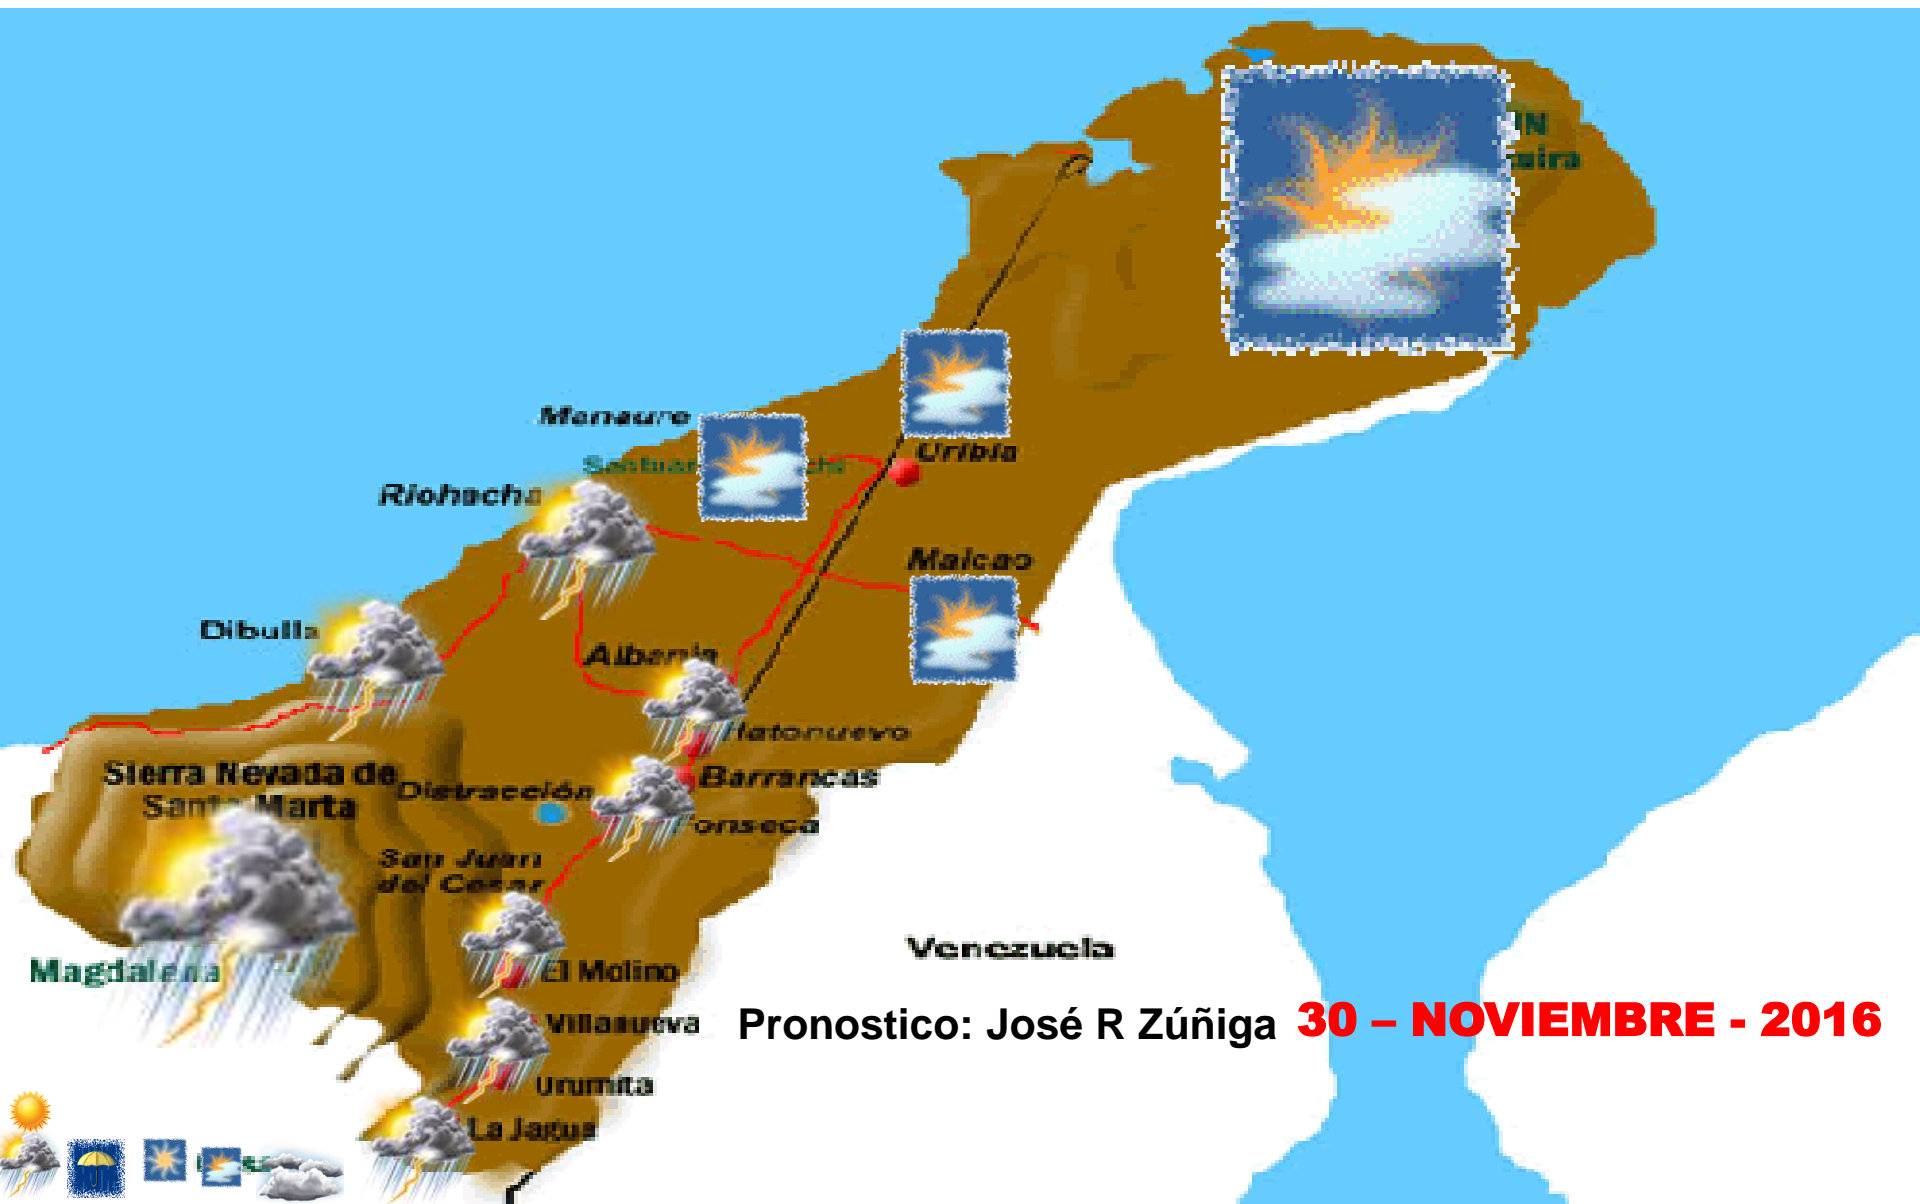 Manaure
Uribia
Riohacha
Maicao
Dibulla
Albania
Hatonuevo
Sierra Nevada de
Santa Marta
Distracción
Barrancas
Fonseca
San Juan
del Cesar
Venezuela
Magdalena
El Molino
Villanueva
Pronostico: José R Zúñiga 30 – NOVIEMBRE - 2016
Urumita
La Jagua